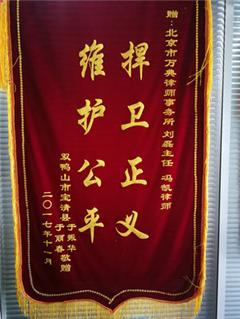 赠：北京市万典律师事务所 刘磊主任 冯凯律师
捍卫正义
维护公平
双鸭山市宝清县于振华 于丽春敬赠
二〇一七年十一月